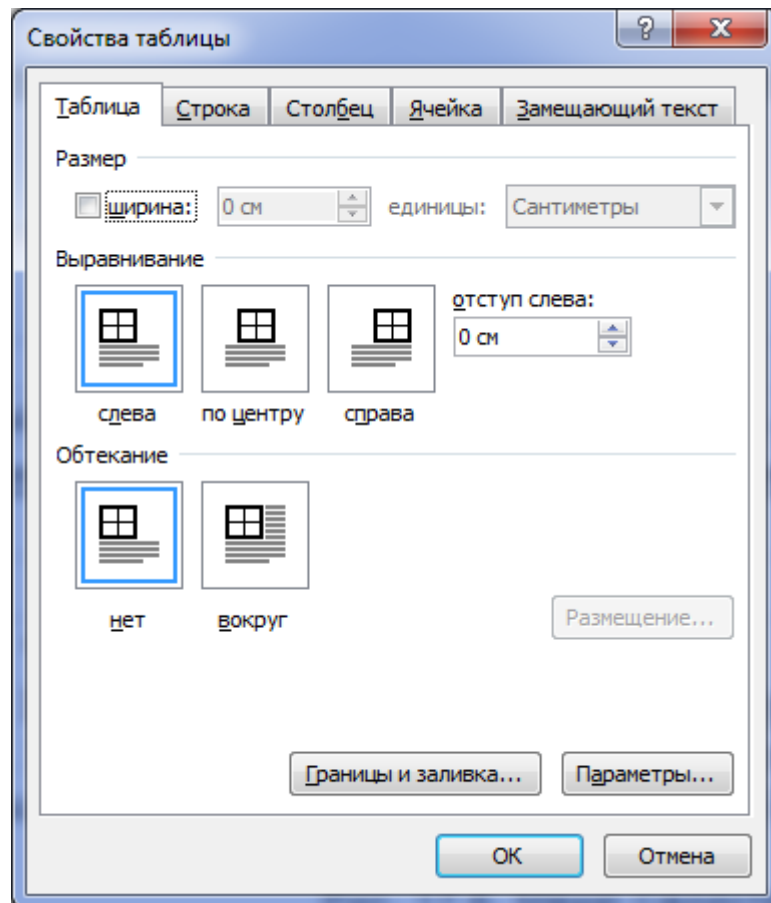 Свойства таблицы
Таблица Строка Столбец Ячейка Замещающий текст
Размер
ширина: 0 см единицы: Сантиметры
Выравнивание
отступ слева:
0 см
слева по центру справа
Обтекание
нет вокруг Размещение...
Границы и заливка... Параметры...
ОК Отмена